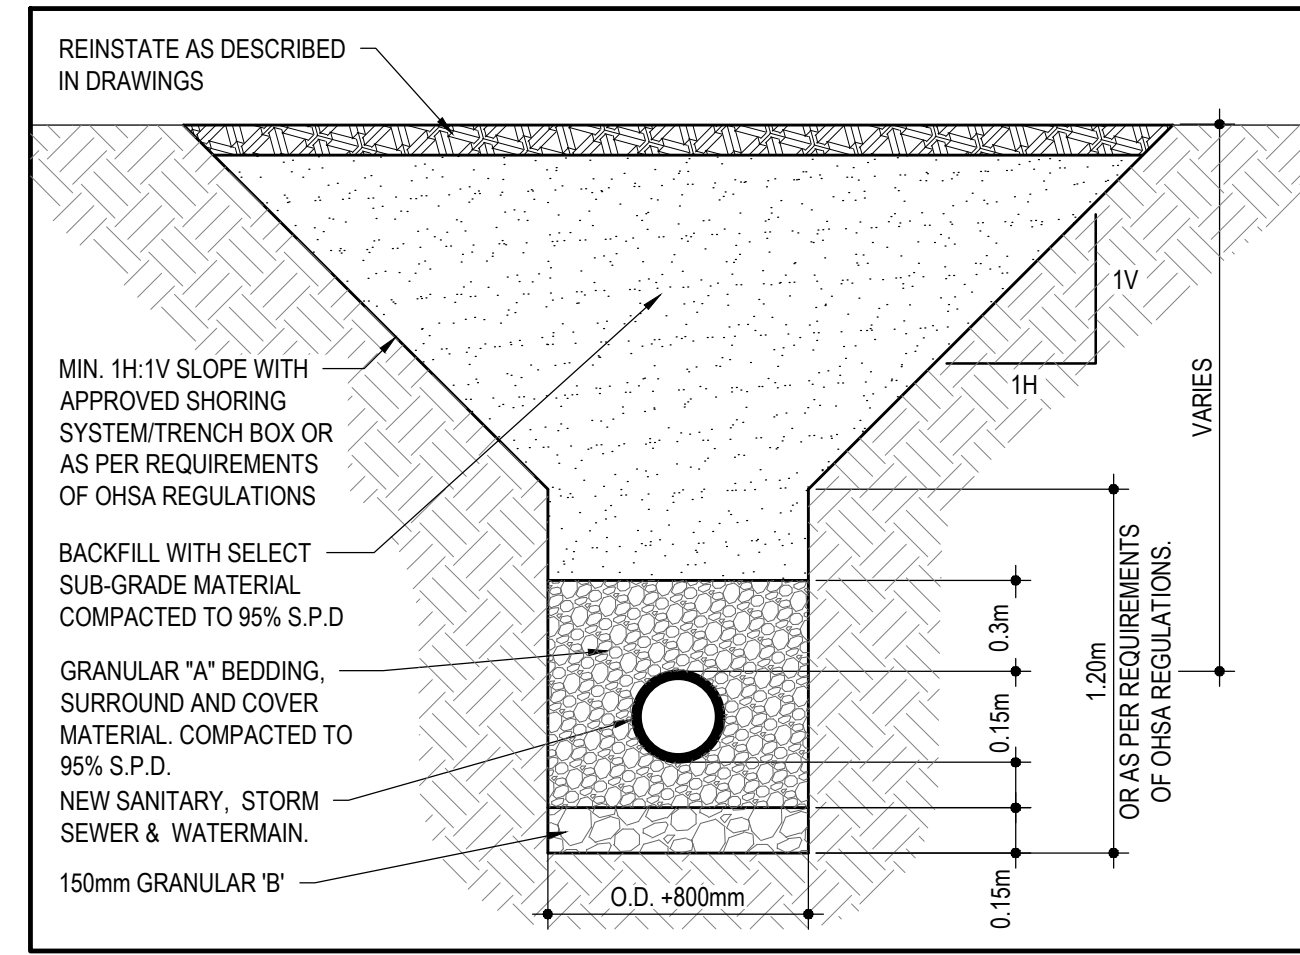 REINSTATE AS DESCRIBED
IN DRAWINGS
1V
1H
VARIES
MIN. 1H:1V SLOPE WITH
APPROVED SHORING
SYSTEM/TRENCH BOX OR
AS PER REQUIREMENTS
OF OHSA REGULATIONS
BACKFILL WITH SELECT
SUB-GRADE MATERIAL
COMPACTED TO 95% S.P.D
GRANULAR "A" BEDDING,
SURROUND AND COVER
MATERIAL. COMPACTED TO
95% S.P.D.
NEW SANITARY, STORM
SEWER & WATERMAIN.
150mm GRANULAR 'B'
O.D. +800mm
0.3m
0.15m
0.15m
1.20m
OR AS PER REQUIREMENTS
OF OHSA REGULATIONS.